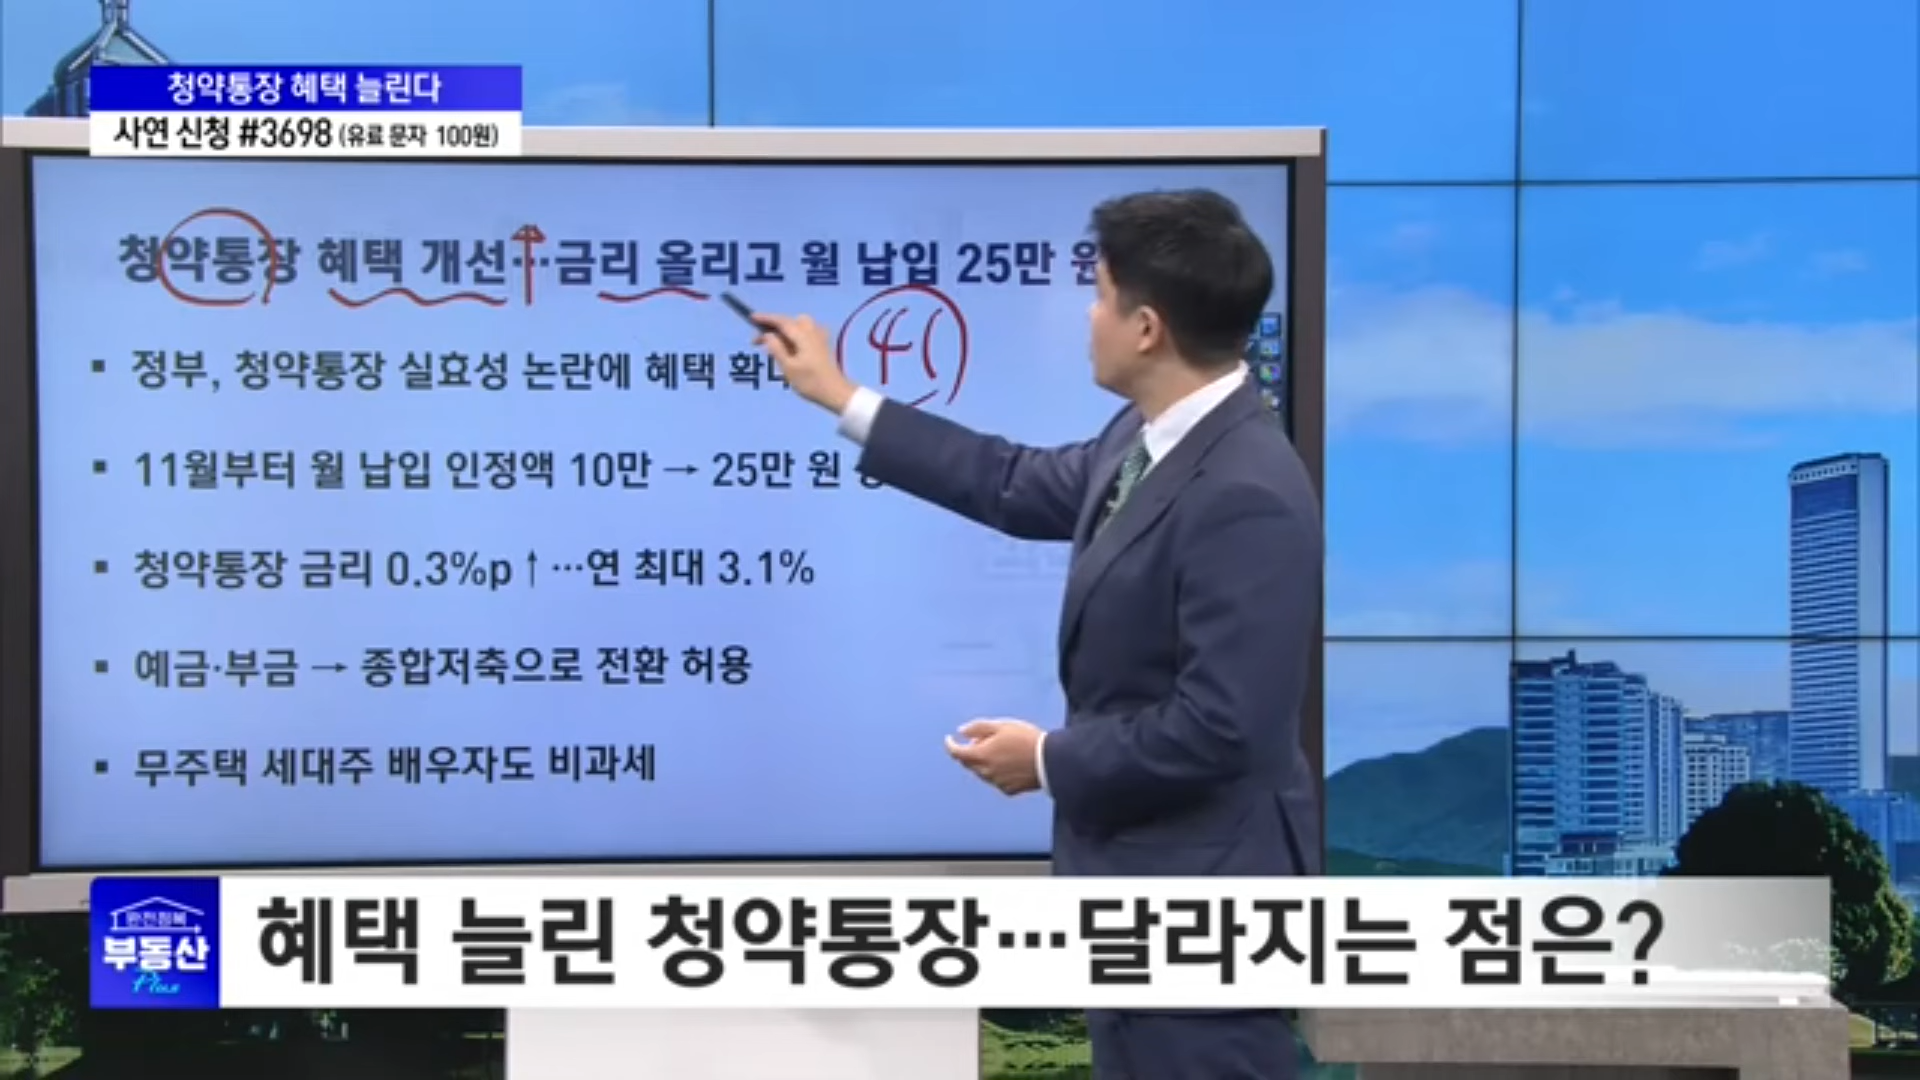 청약통장 혜택 늘린다
사연 신청 #3698 (유료 문자 100원)
청약통장 혜택 개선…금리 올리고 월 납입 25만
41
▪ 정부, 청약통장 실효성 논란에 혜택
▪ 11월부터 월 납입 인정액 10만 → 25만 원
▪ 청약통장 금리 0.3%p↑…연 최대 3.1%
▪ 예금·부금 → 종합저축으로 전환 허용
▪ 무주택 세대주 배우자도 비과세
완전정복
부동산
Plus
혜택 늘린 청약통장…달라지는 점은?